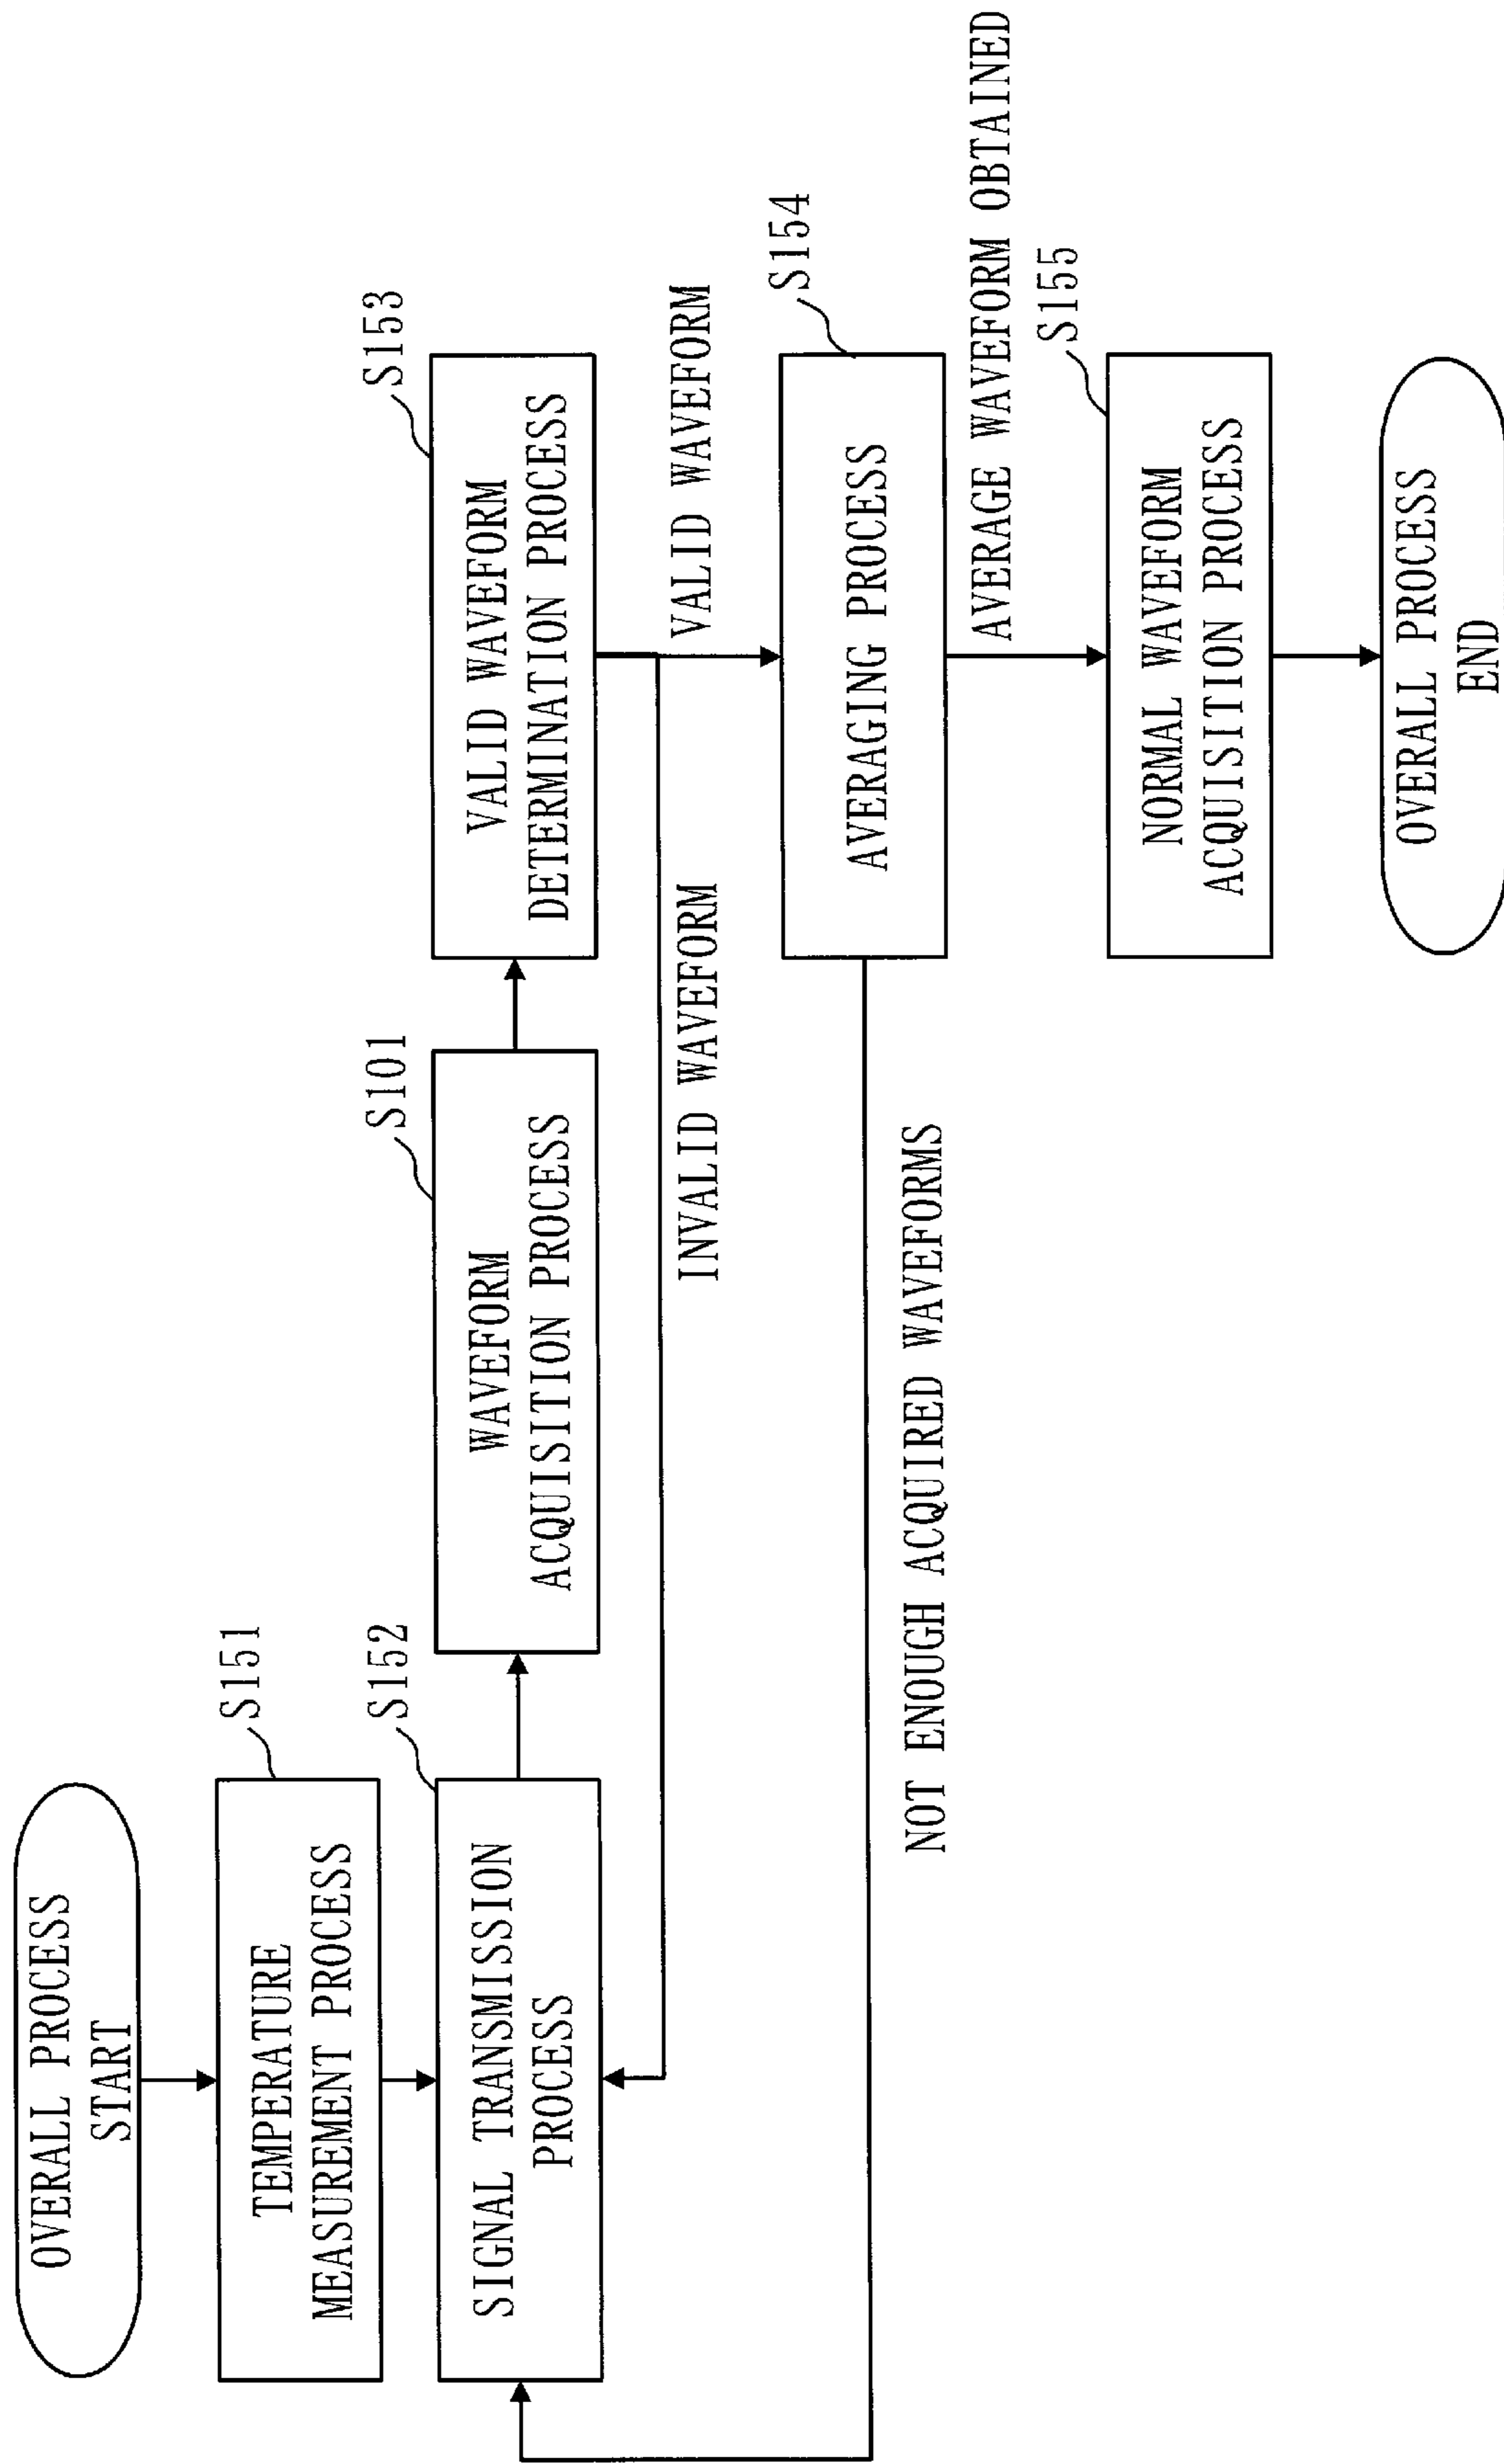 OVERALL PROCESS
START
S151
TEMPERATURE
MEASUREMENT PROCESS
S152
SIGNAL TRANSMISSION
PROCESS
S101
WAVEFORM
ACQUISITION PROCESS
S153
VALID WAVEFORM
DETERMINATION PROCESS
INVALID WAVEFORM
VALID WAVEFORM
S154
AVERAGING PROCESS
NOT ENOUGH ACQUIRED WAVEFORMS
AVERAGE WAVEFORM OBTAINED
S155
NORMAL WAVEFORM
ACQUISITION PROCESS
OVERALL PROCESS
END